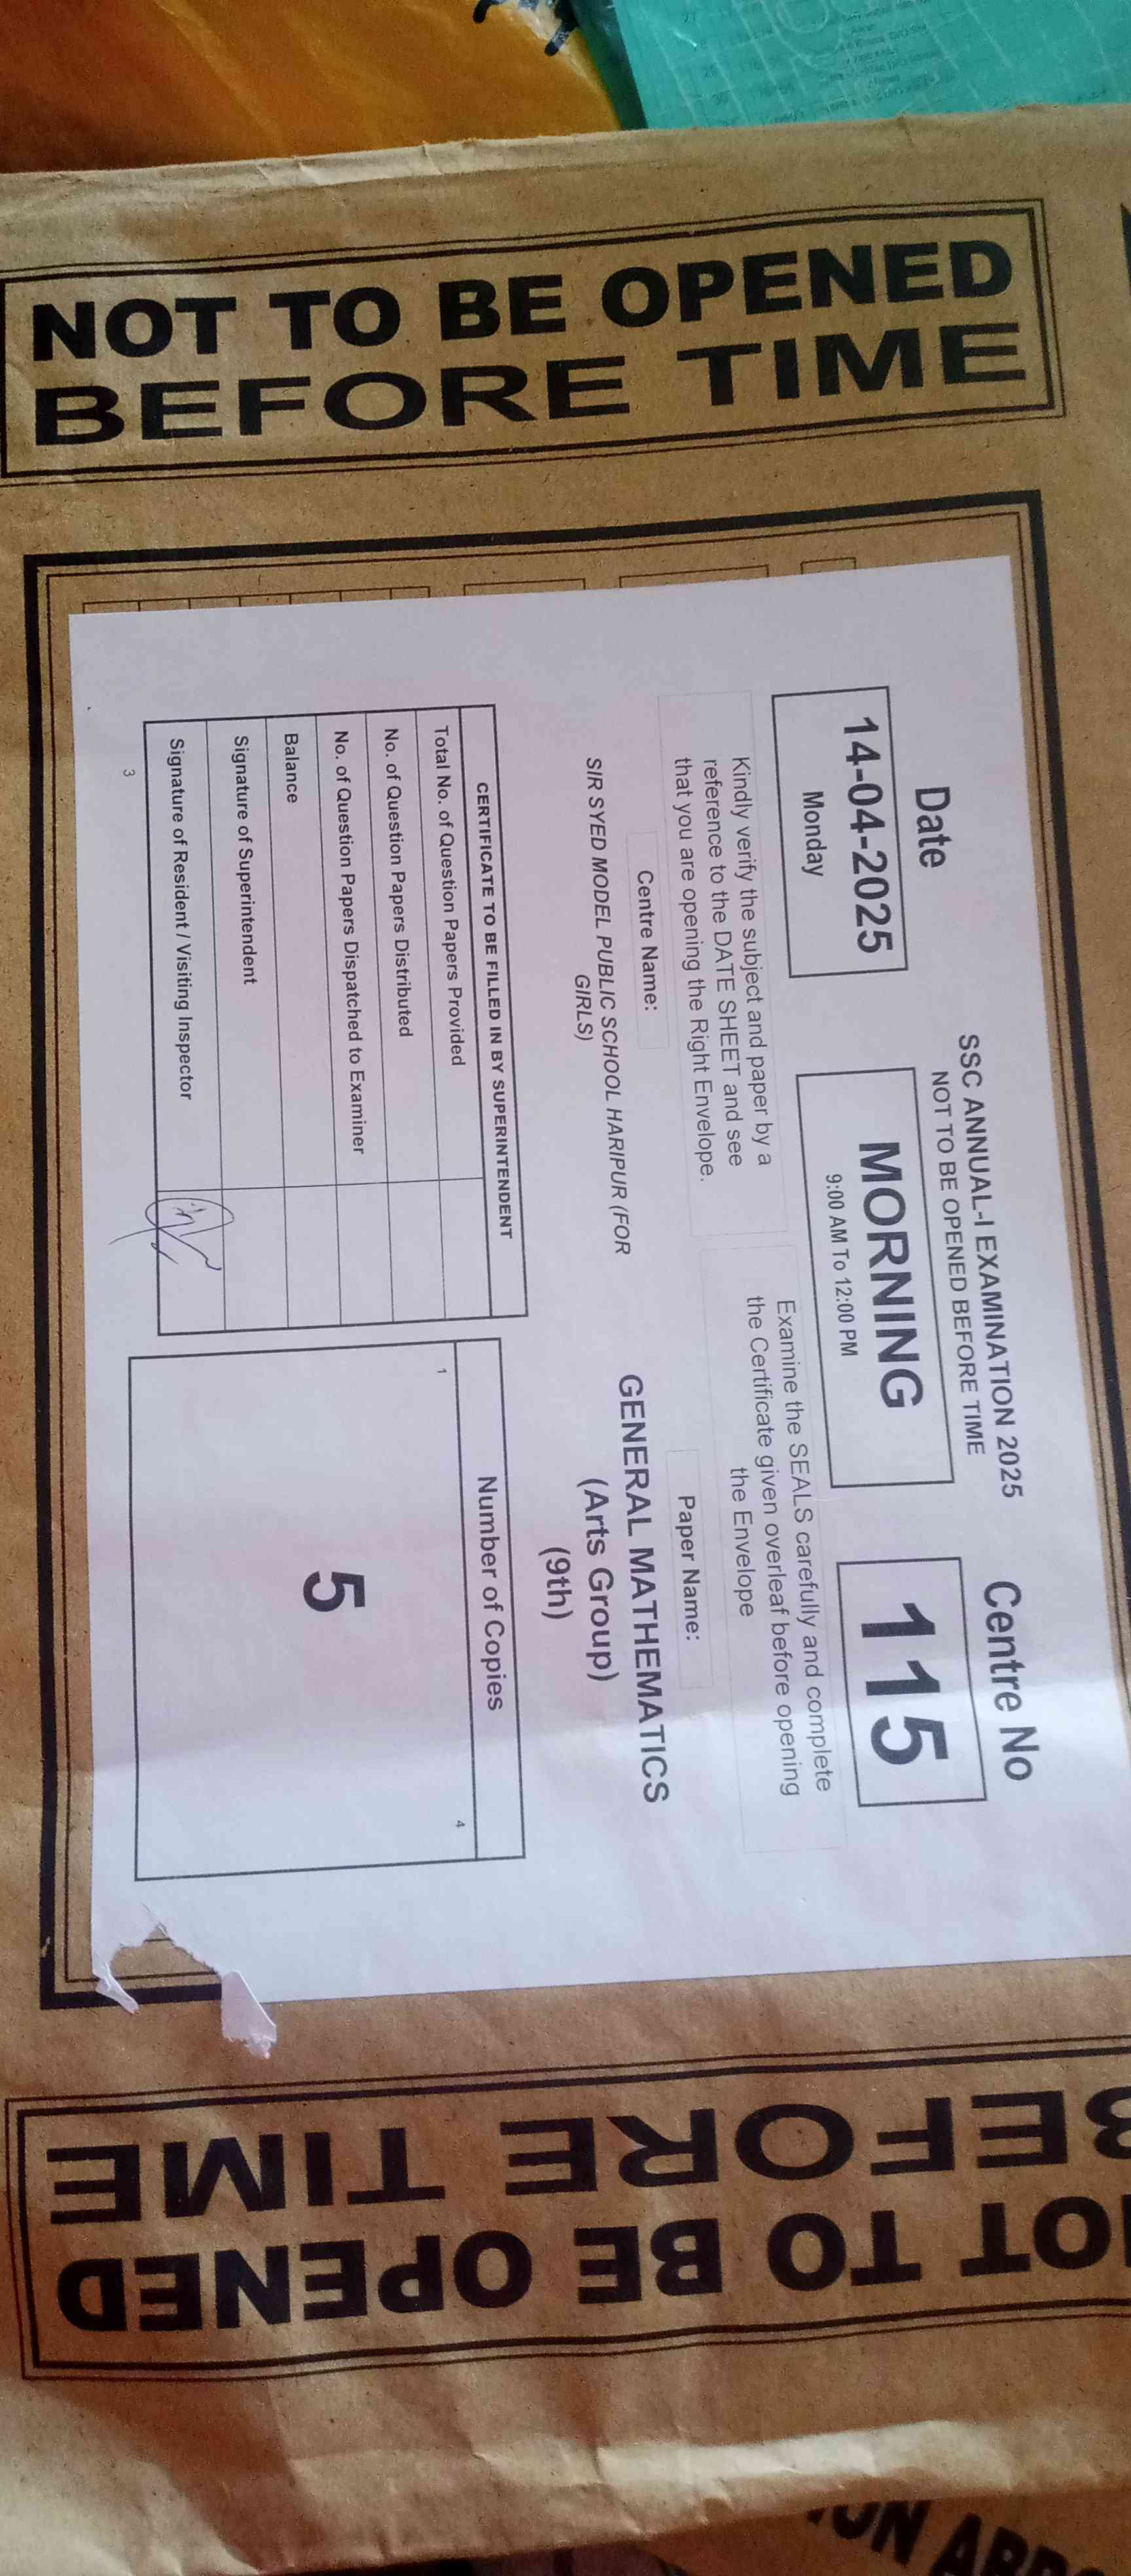 NOT TO BE OPENED
BEFORE TIME
SSC ANNUAL-I EXAMINATION 2025
NOT TO BE OPENED BEFORE TIME
Date
14-04-2025
Monday
MORNING
9:00 AM To 12:00 PM
Centre No
115
Kindly verify the subject and paper by a
reference to the DATE SHEET and see
that you are opening the Right Envelope.
Examine the SEALS carefully and complete
the Certificate given overleaf before opening
the Envelope
Centre Name:
SIR SYED MODEL PUBLIC SCHOOL HARIPUR (FOR
GIRLS)
Paper Name:
GENERAL MATHEMATICS
(Arts Group)
(9th)
CERTIFICATE TO BE FILLED IN BY SUPERINTENDENT
Total No. of Question Papers Provided
No. of Question Papers Distributed
No. of Question Papers Dispatched to Examiner
Balance
Signature of Superintendent
Signature of Resident / Visiting Inspector
3
Number of Copies
1
4
5
NOT TO BE OPENED
BEFORE TIME